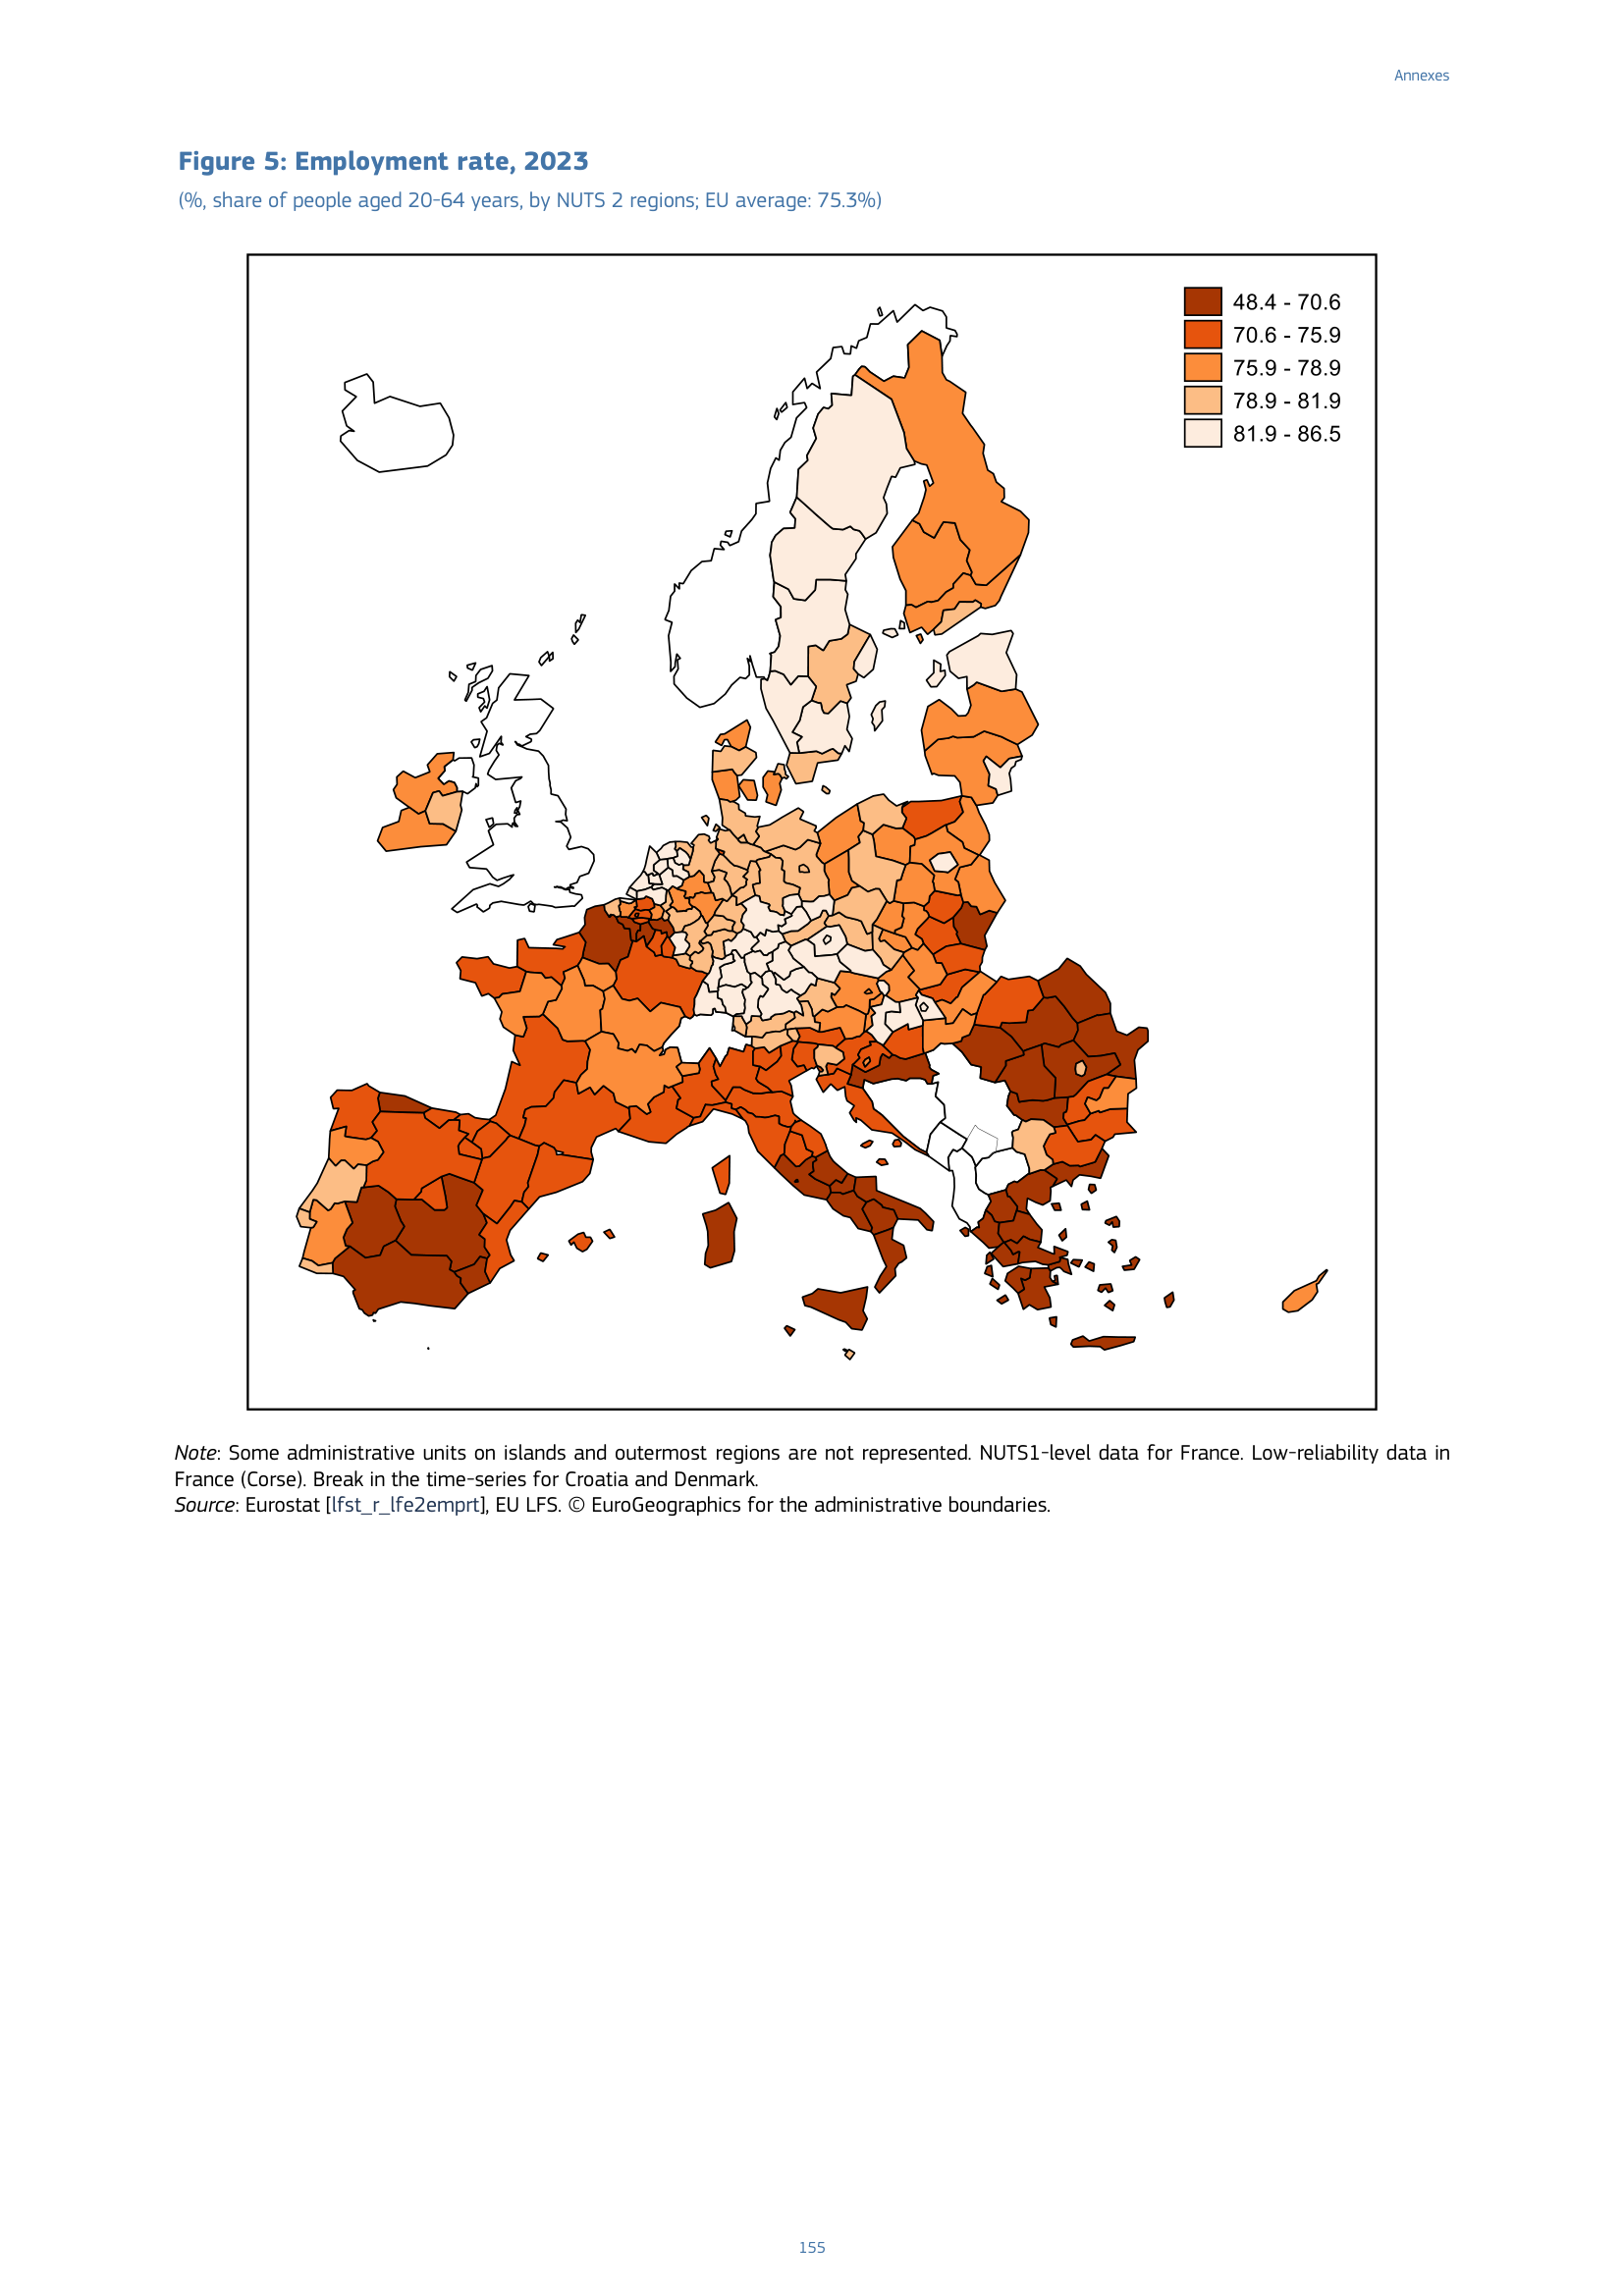 Annexes
Figure 5: Employment rate, 2023
(%, share of people aged 20-64 years, by NUTS 2 regions; EU average: 75.3%)
48.4 - 70.6
70.6 - 75.9
75.9 - 78.9
78.9 - 81.9
81.9 - 86.5
Note: Some administrative units on islands and outermost regions are not represented. NUTS1-level data for France. Low-reliability data in
France (Corse). Break in the time-series for Croatia and Denmark.
Source: Eurostat [lfst_r_lfe2emprt], EU LFS. © EuroGeographics for the administrative boundaries.
155